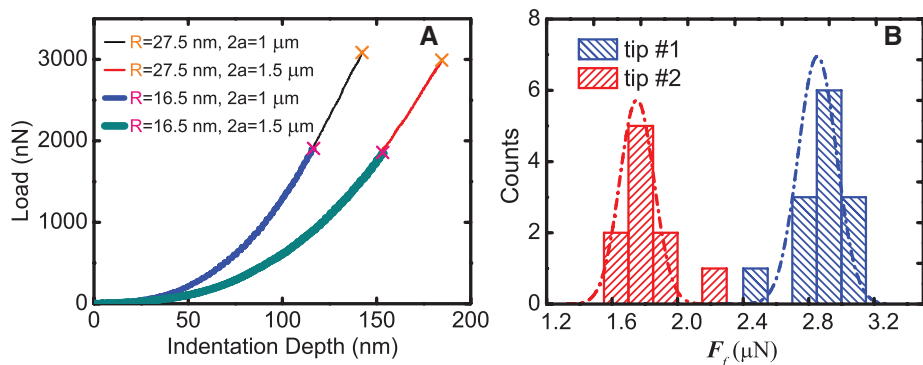 A
R=27.5 nm, 2a=1 μm
R=27.5 nm, 2a=1.5 μm
R=16.5 nm, 2a=1 μm
R=16.5 nm, 2a=1.5 μm
Load (nN)
3000
2000
1000
0
0 50 100 150 200
Indentation Depth (nm)
B
tip #1
tip #2
Counts
8
6
4
2
0
1.2 1.6 2.0 2.4 2.8 3.2
F_f (μN)